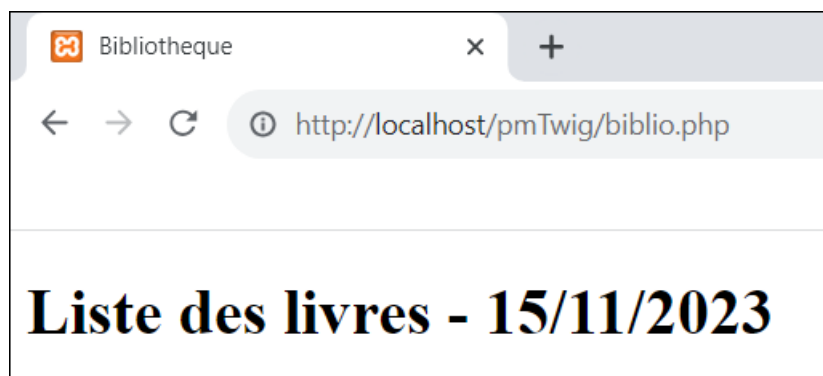 Bibliotheque
http://localhost/pmTwig/biblio.php
Liste des livres - 15/11/2023